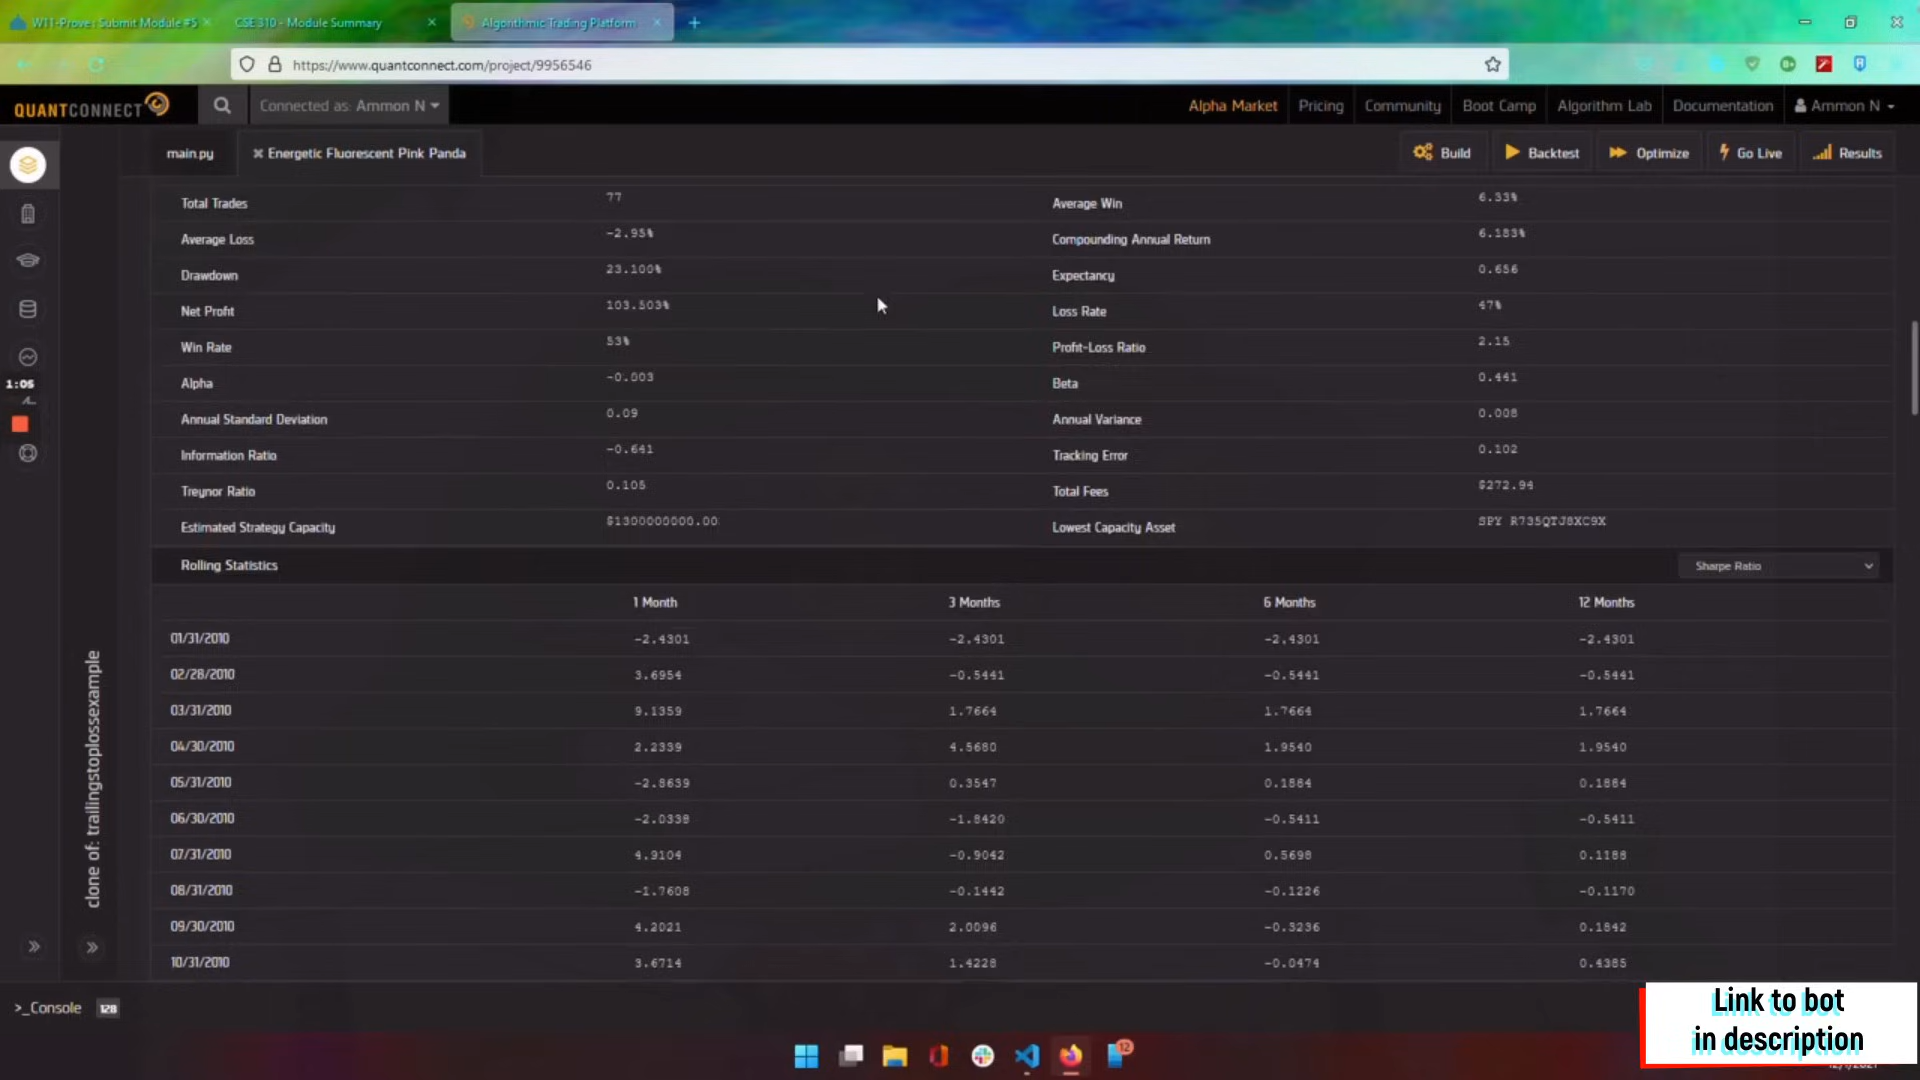 W11-Prove: Submit Module #5
CSE 310 - Module Summary
Algorithmic Trading Platform
https://www.quantconnect.com/project/9956546
QUANTCONNECT
Connected as: Ammon N
Alpha Market
Pricing
Community
Boot Camp
Algorithm Lab
Documentation
Ammon N
main.py
Energetic Fluorescent Pink Panda
Build
Backtest
Optimize
Go Live
Results
Total Trades 77 Average Win 6.33%
Average Loss -2.95% Compounding Annual Return 6.183%
Drawdown 23.100% Expectancy 0.656
Net Profit 103.503% Loss Rate 47%
Win Rate 53% Profit-Loss Ratio 2.15
Alpha -0.003 Beta 0.441
Annual Standard Deviation 0.09 Annual Variance 0.008
Information Ratio -0.641 Tracking Error 0.102
Treynor Ratio 0.105 Total Fees $272.94
Estimated Strategy Capacity $1300000000.00 Lowest Capacity Asset SPY R735QTJ8XC9X
1:05
clone of: trailingstoplossexample
Rolling Statistics Sharpe Ratio
1 Month 3 Months 6 Months 12 Months
01/31/2010 -2.4301 -2.4301 -2.4301 -2.4301
02/28/2010 3.6954 -0.5441 -0.5441 -0.5441
03/31/2010 9.1359 1.7664 1.7664 1.7664
04/30/2010 2.2339 4.5680 1.9540 1.9540
05/31/2010 -2.8639 0.3547 0.1884 0.1884
06/30/2010 -2.0338 -1.8420 -0.5411 -0.5411
07/31/2010 4.9104 -0.9042 0.5698 0.1188
08/31/2010 -1.7608 -0.1442 -0.1226 -0.1170
09/30/2010 4.2021 2.0096 -0.3236 0.1842
10/31/2010 3.6714 1.4228 -0.0474 0.4385
>_Console 128
12
Link to bot
in description